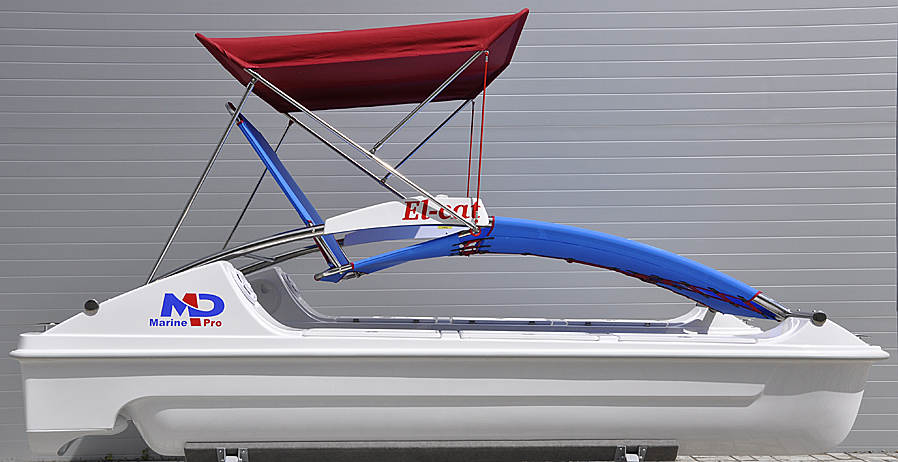 El-cat
MD
Marine Pro